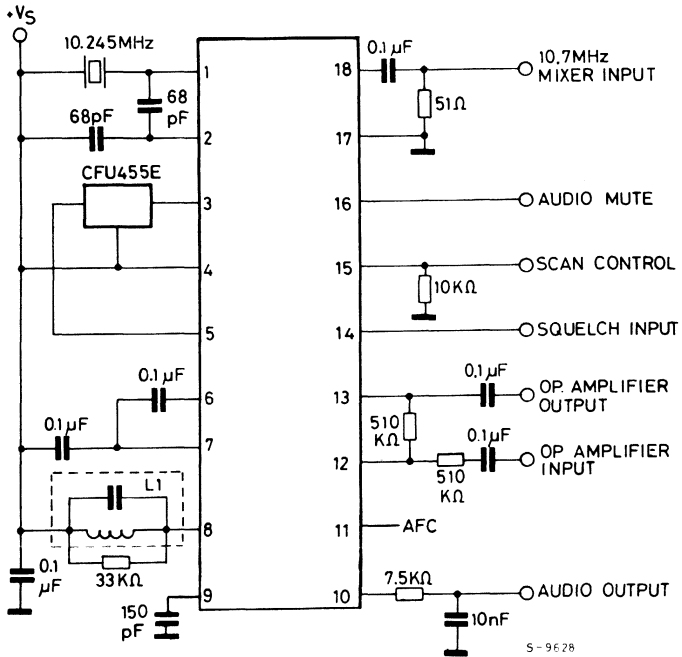 +VS
10.245MHz
68
pF
68pF
CFU455E
0.1µF
0.1µF
L1
33KΩ
0.1
µF
150
pF
1
2
3
4
5
6
7
8
9
18
17
16
15
14
13
12
11
10
0.1µF
10,7MHz
MIXER INPUT
51Ω
AUDIO MUTE
SCAN CONTROL
10KΩ
SQUELCH INPUT
0,1µF
OP. AMPLIFIER
OUTPUT
510
KΩ
0.1µF
OP AMPLIFIER
INPUT
510
KΩ
AFC
7.5KΩ
AUDIO OUTPUT
10nF
S-9628